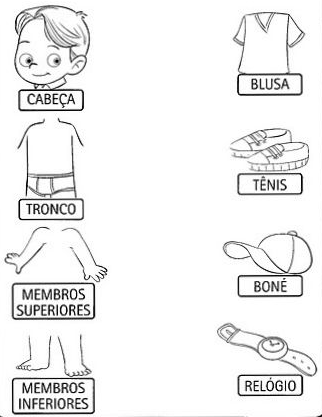 CABEÇA
BLUSA
TRONCO
TÊNIS
MEMBROS
SUPERIORES
BONÉ
MEMBROS
INFERIORES
RELÓGIO